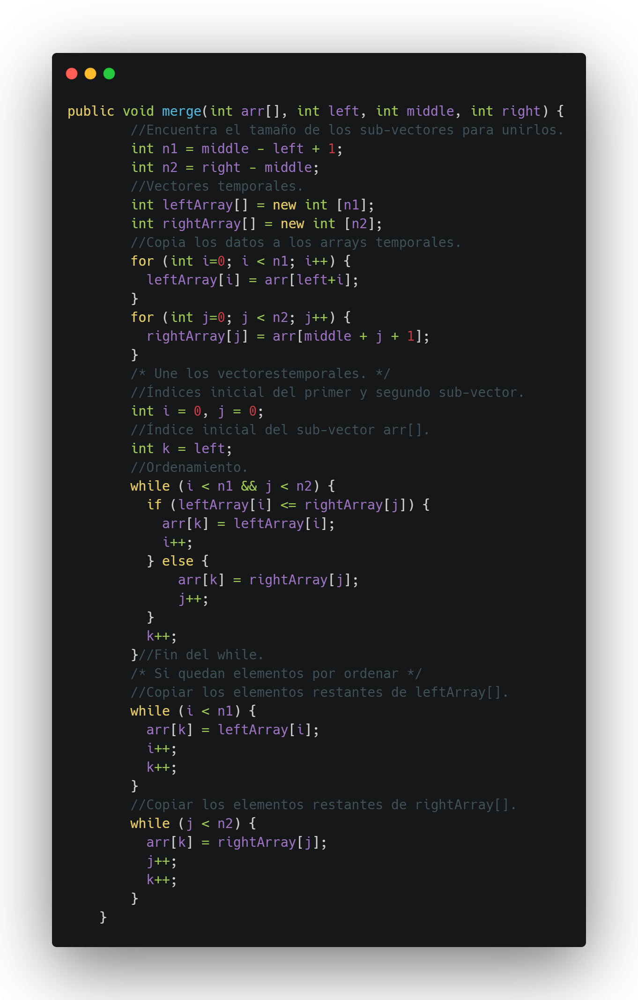 public void merge(int arr[], int left, int middle, int right) {
        //Encuentra el tamaño de los sub-vectores para unirlos.
        int n1 = middle - left + 1;
        int n2 = right - middle;
        //Vectores temporales.
        int leftArray[] = new int [n1];
        int rightArray[] = new int [n2];
        //Copia los datos a los arrays temporales.
        for (int i=0; i < n1; i++) {
          leftArray[i] = arr[left+i];
        }
        for (int j=0; j < n2; j++) {
          rightArray[j] = arr[middle + j + 1];
        }
        /* Une los vectorestemporales. */
        //Índices inicial del primer y segundo sub-vector.
        int i = 0, j = 0;
        //Índice inicial del sub-vector arr[].
        int k = left;
        //Ordenamiento.
        while (i < n1 && j < n2) {
          if (leftArray[i] <= rightArray[j]) {
            arr[k] = leftArray[i];
            i++;
          } else {
              arr[k] = rightArray[j];
              j++;
          }
          k++;
        }//Fin del while.
        /* Si quedan elementos por ordenar */
        //Copiar los elementos restantes de leftArray[].
        while (i < n1) {
          arr[k] = leftArray[i];
          i++;
          k++;
        }
        //Copiar los elementos restantes de rightArray[].
        while (j < n2) {
          arr[k] = rightArray[j];
          j++;
          k++;
        }
    }